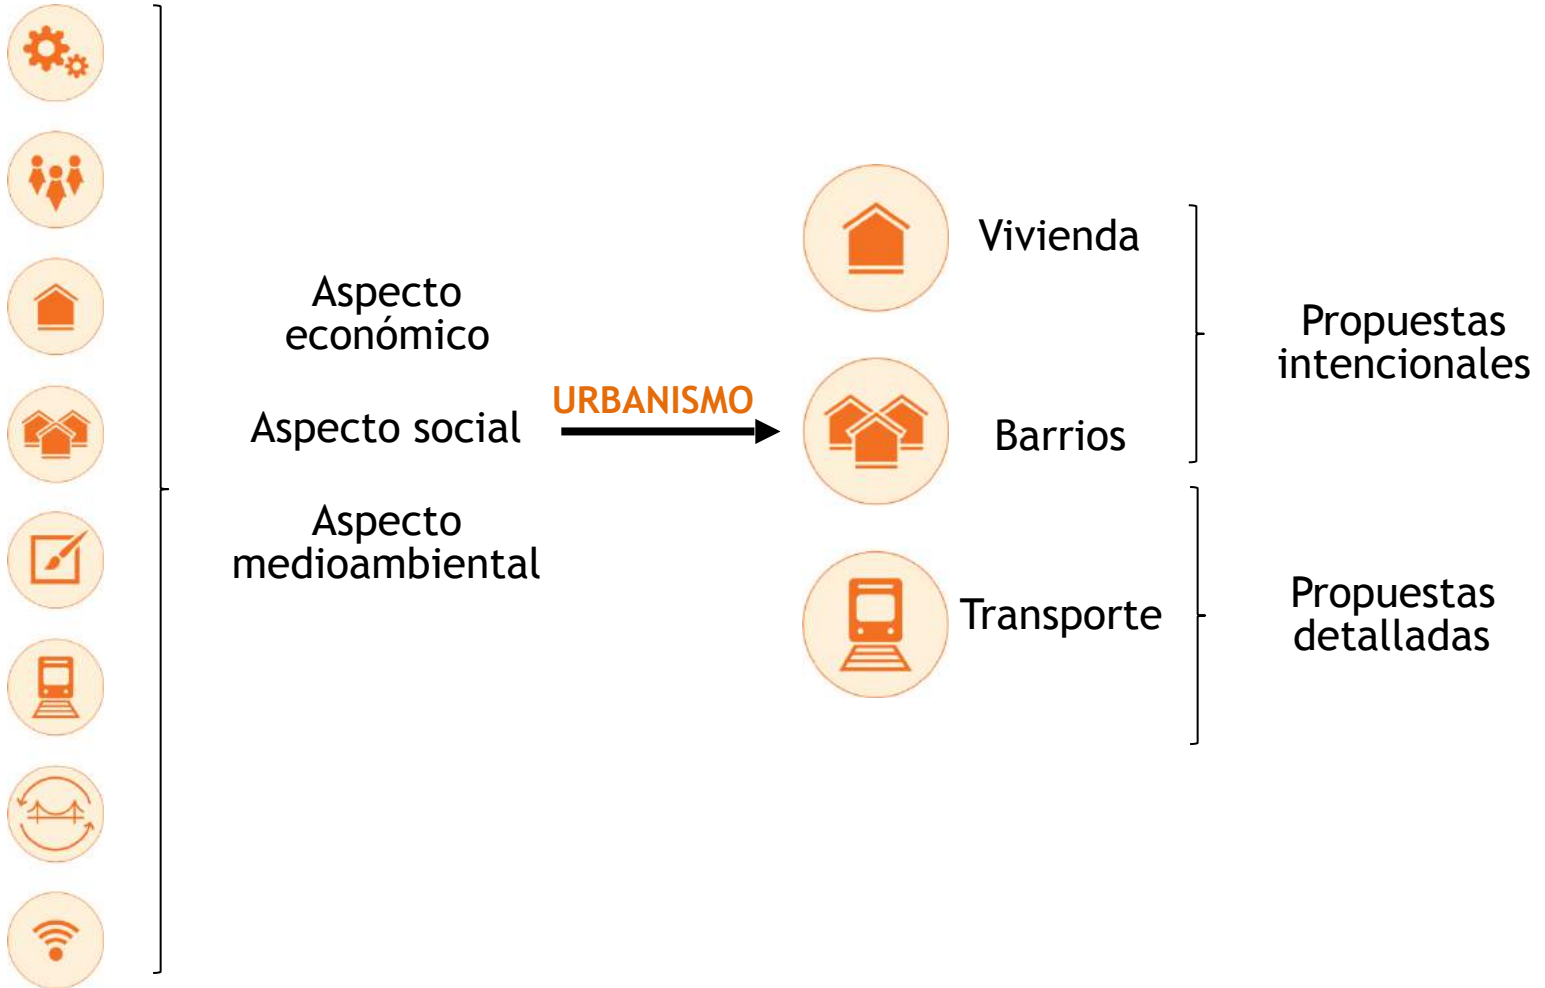 Aspecto
económico
Aspecto social
Aspecto
medioambiental
URBANISMO
Vivienda
Barrios
Transporte
Propuestas
intencionales
Propuestas
detalladas